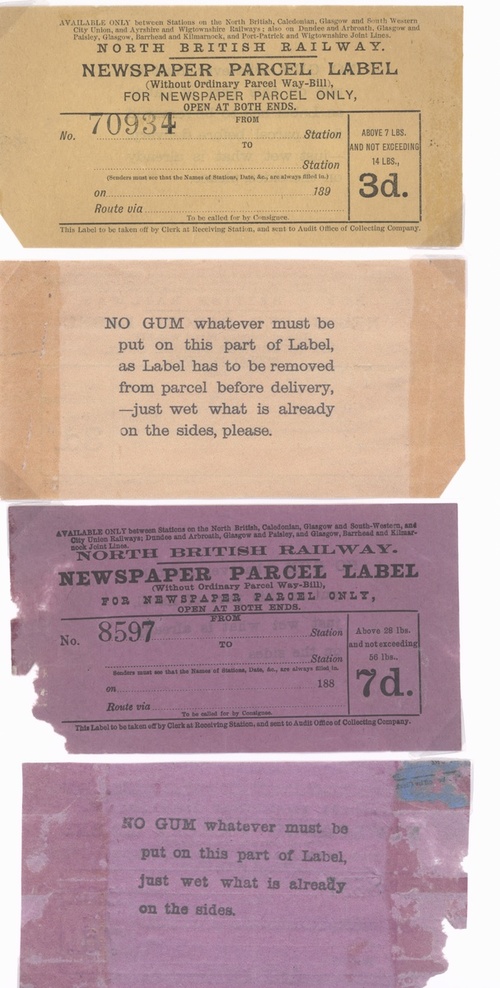 AVAILABLE ONLY between Stations on the North British, Caledonian, Glasgow and South Western
City Union, and Ayrshire and Wigtownshire Railways; also on Dundee and Arbroath, Glasgow and
Paisley, Glasgow, Barrhead and Kilmarnock, and Port-Patrick and Wigtownshire Joint Lines.
NORTH BRITISH RAILWAY.
NEWSPAPER PARCEL LABEL
(Without Ordinary Parcel Way-Bill),
FOR NEWSPAPER PARCEL ONLY,
OPEN AT BOTH ENDS.
No. 70934
FROM
Station
TO
Station
(Senders must see that the Names of Stations, Date, &c., are always filled in.)
on 189
Route via
To be called for by Consignee.
ABOVE 7 LBS.
AND NOT EXCEEDING
14 LBS.,
3d.
This Label to be taken off by Clerk at Receiving Station, and sent to Audit Office of Collecting Company.
NO GUM whatever must be
put on this part of Label,
as Label has to be removed
from parcel before delivery,
—just wet what is already
on the sides, please.
AVAILABLE ONLY between Stations on the North British, Caledonian, Glasgow and South-Western, and
City Union Railways; Dundee and Arbroath, Glasgow and Paisley, and Glasgow, Barrhead and Kilmar-
nock Joint Lines.
NORTH BRITISH RAILWAY.
NEWSPAPER PARCEL LABEL
(Without Ordinary Parcel Way-Bill),
FOR NEWSPAPER PARCEL ONLY,
OPEN AT BOTH ENDS.
No. 8597
FROM
Station
TO
Station
Senders must see that the Names of Stations, Date, &c., are always filled in.
on 188
Route via
To be called for by Consignee.
Above 28 lbs.
and not exceeding
56 lbs.,
7d.
This Label to be taken off by Clerk at Receiving Station, and sent to Audit Office of Collecting Company.
NO GUM whatever must be
put on this part of Label,
just wet what is already
on the sides.